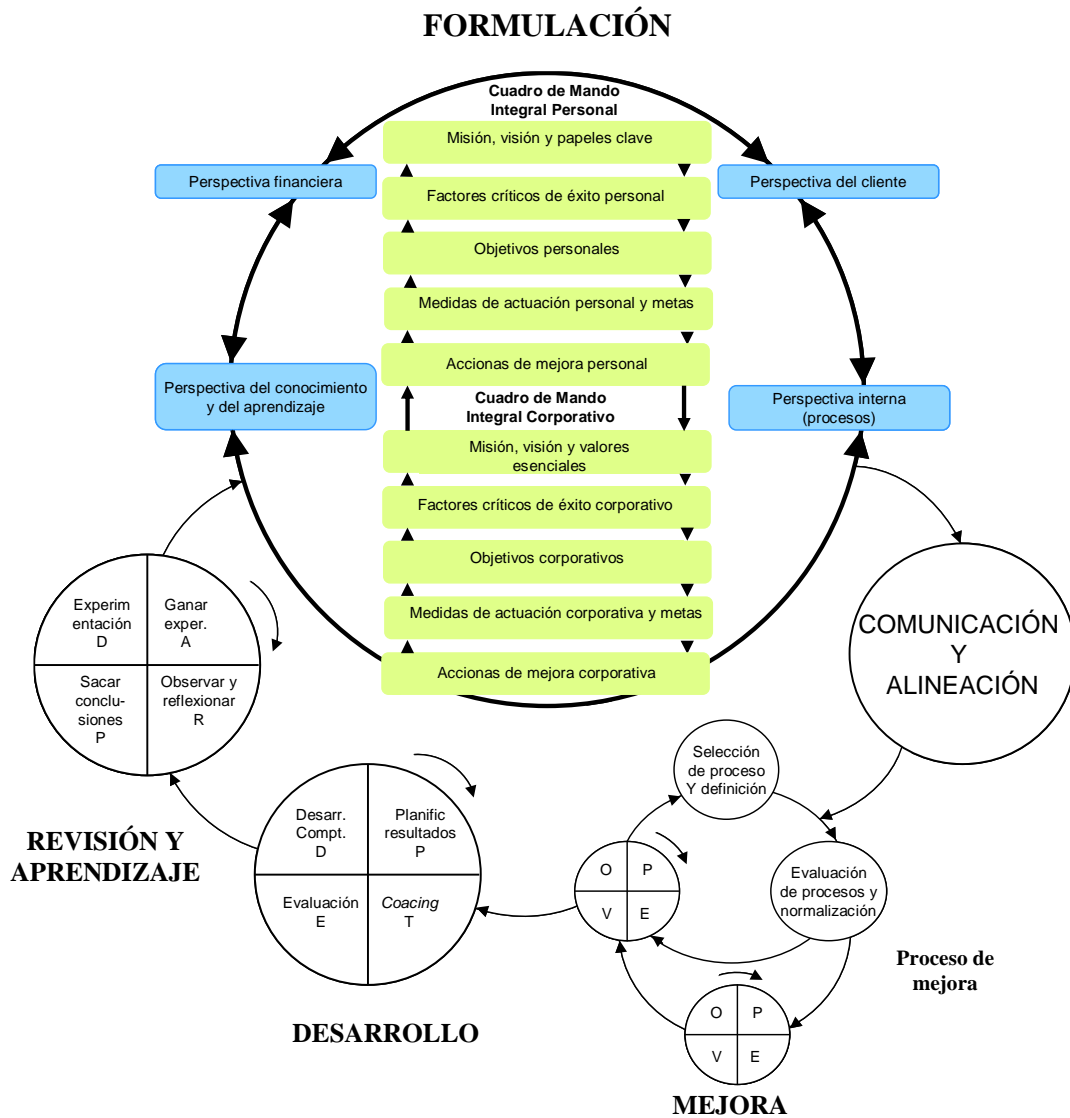 FORMULACIÓN
Cuadro de Mando
Integral Personal
Misión, visión y papeles clave
Perspectiva financiera
Perspectiva del cliente
Factores críticos de éxito personal
Objetivos personales
Medidas de actuación personal y metas
Accionas de mejora personal
Perspectiva del conocimiento
y del aprendizaje
Cuadro de Mando
Integral Corporativo
Perspectiva interna
(procesos)
Misión, visión y valores
esenciales
Factores críticos de éxito corporativo
Objetivos corporativos
Medidas de actuación corporativa y metas
Accionas de mejora corporativa
Experim
entación
D
Ganar
exper.
A
Sacar
conclu-
siones
P
Observar y
reflexionar
R
COMUNICACIÓN
Y
ALINEACIÓN
REVISIÓN Y
APRENDIZAJE
Desarr.
Compt.
D
Planific
resultados
P
Evaluación
E
Coacing
T
DESARROLLO
Selección
de proceso
Y definición
O P
V E
Evaluación
de procesos y
normalización
Proceso de
mejora
O P
V E
MEJORA